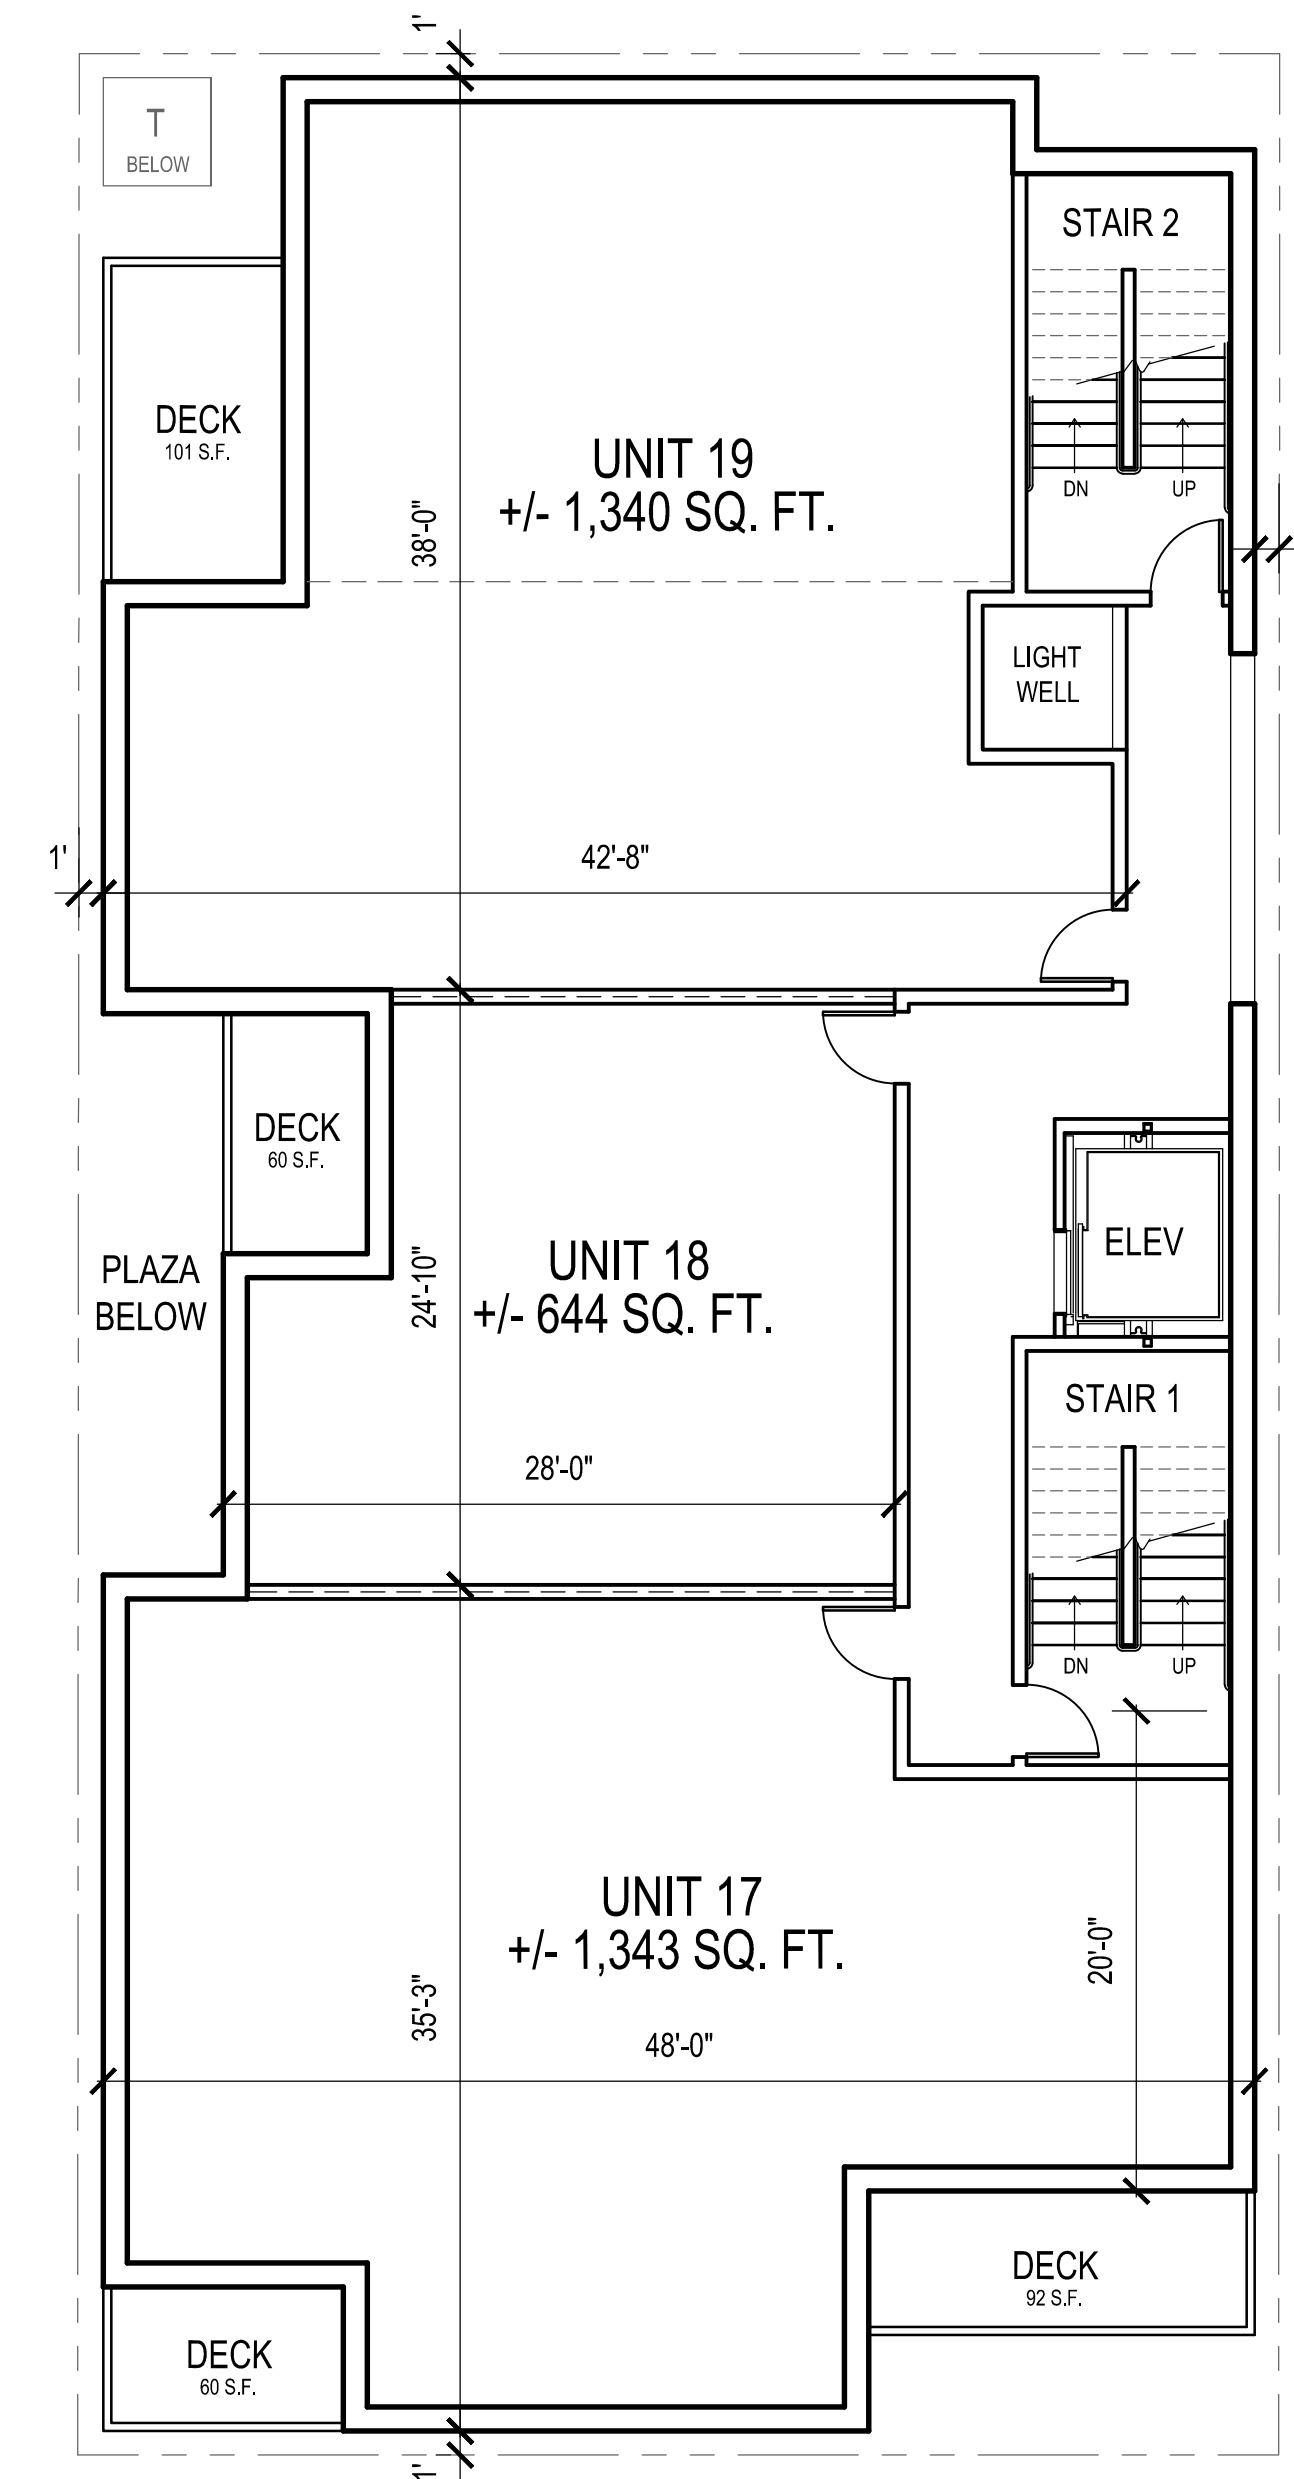 1'
T
BELOW
STAIR 2
DECK
101 S.F.
UNIT 19
+/- 1,340 SQ. FT.
38'-0"
DN
UP
LIGHT
WELL
1'
42'-8"
DECK
60 S.F.
PLAZA
BELOW
UNIT 18
+/- 644 SQ. FT.
24'-10"
ELEV
STAIR 1
28'-0"
DN
UP
UNIT 17
+/- 1,343 SQ. FT.
35'-3"
20'-0"
48'-0"
DECK
92 S.F.
DECK
60 S.F.
1'